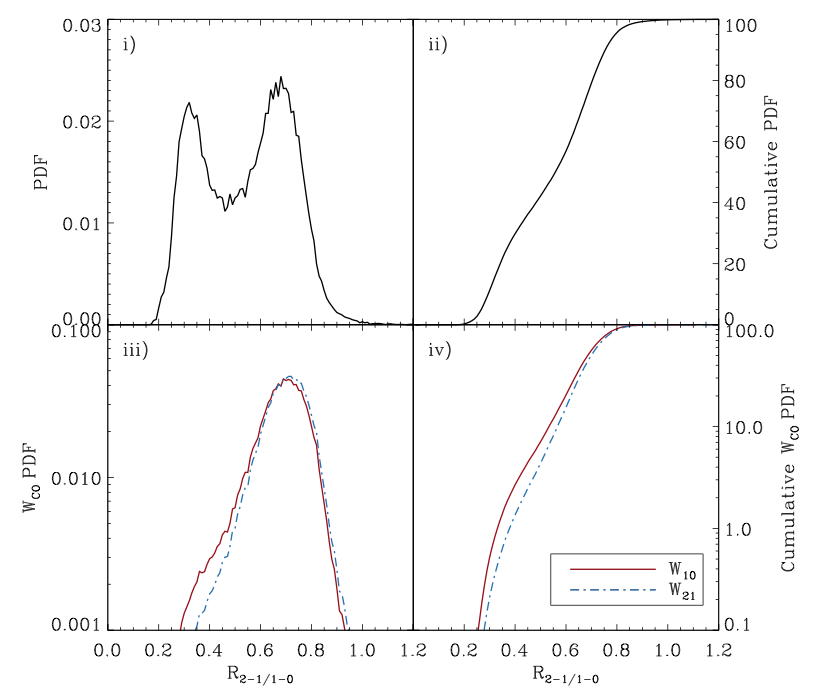 0.03
0.02
0.01
0.00
PDF
i)
ii)
100
80
60
40
20
0
Cumulative PDF
0.100
0.010
0.001
W_CO PDF
iii)
iv)
100.0
10.0
1.0
0.1
Cumulative W_CO PDF
W_10
W_21
0.0 0.2 0.4 0.6 0.8 1.0 1.2
0.2 0.4 0.6 0.8 1.0 1.2
R_2-1/1-0
R_2-1/1-0